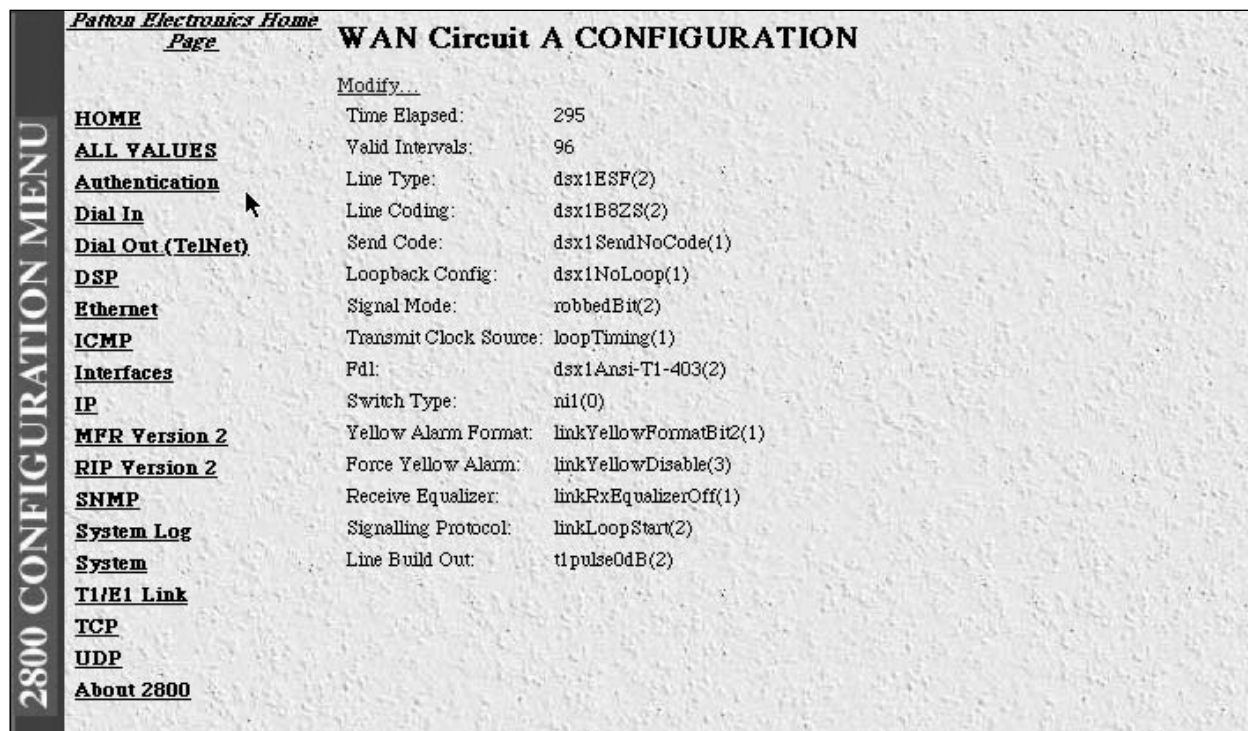 Patton Electronics Home
Page
WAN Circuit A CONFIGURATION
2800 CONFIGURATION MENU
HOME
ALL VALUES
Authentication
Dial In
Dial Out (TelNet)
DSP
Ethernet
ICMP
Interfaces
IP
MFR Version 2
RIP Version 2
SNMP
System Log
System
T1/E1 Link
TCP
UDP
About 2800
Modify...
Time Elapsed: 295
Valid Intervals: 96
Line Type: dsx1ESF(2)
Line Coding: dsx1B8ZS(2)
Send Code: dsx1SendNoCode(1)
Loopback Config: dsx1NoLoop(1)
Signal Mode: robbedBit(2)
Transmit Clock Source: loopTiming(1)
Fdl: dsx1Ansi-T1-403(2)
Switch Type: ni1(0)
Yellow Alarm Format: linkYellowFormatBit2(1)
Force Yellow Alarm: linkYellowDisable(3)
Receive Equalizer: linkRxEqualizerOff(1)
Signalling Protocol: linkLoopStart(2)
Line Build Out: t1pulse0dB(2)